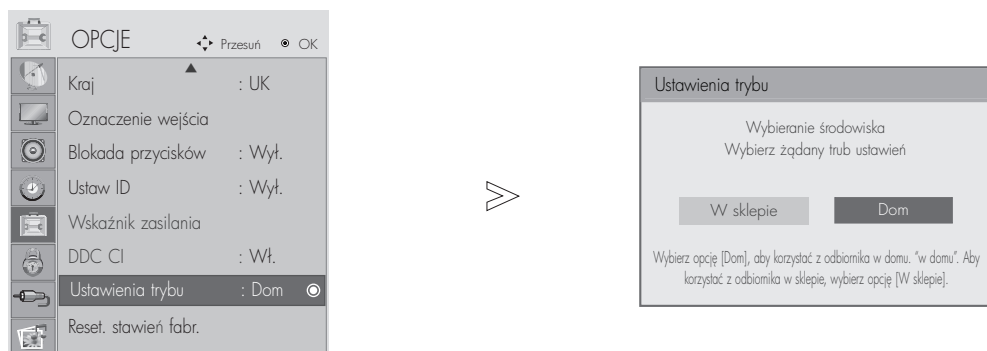 OPCJE Przesuń OK
Kraj : UK
Oznaczenie wejścia
Blokada przycisków : Wył.
Ustaw ID : Wył.
Wskaźnik zasilania
DDC CI : Wł.
Ustawienia trybu : Dom
Reset. stawień fabr.
Ustawienia trybu
Wybieranie środowiska
Wybierz żądany trub ustawień
W sklepie Dom
Wybierz opcję [Dom], aby korzystać z odbiornika w domu. “w domu”. Aby
korzystać z odbiornika w sklepie, wybierz opcję [W sklepie].